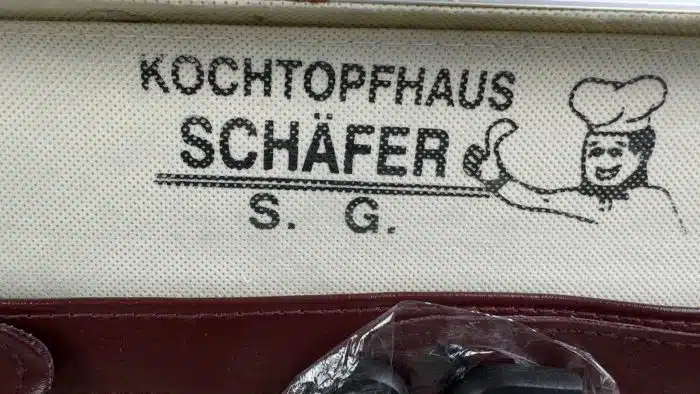 KOCHTOPFHAUS
SCHÄFER
S. G.